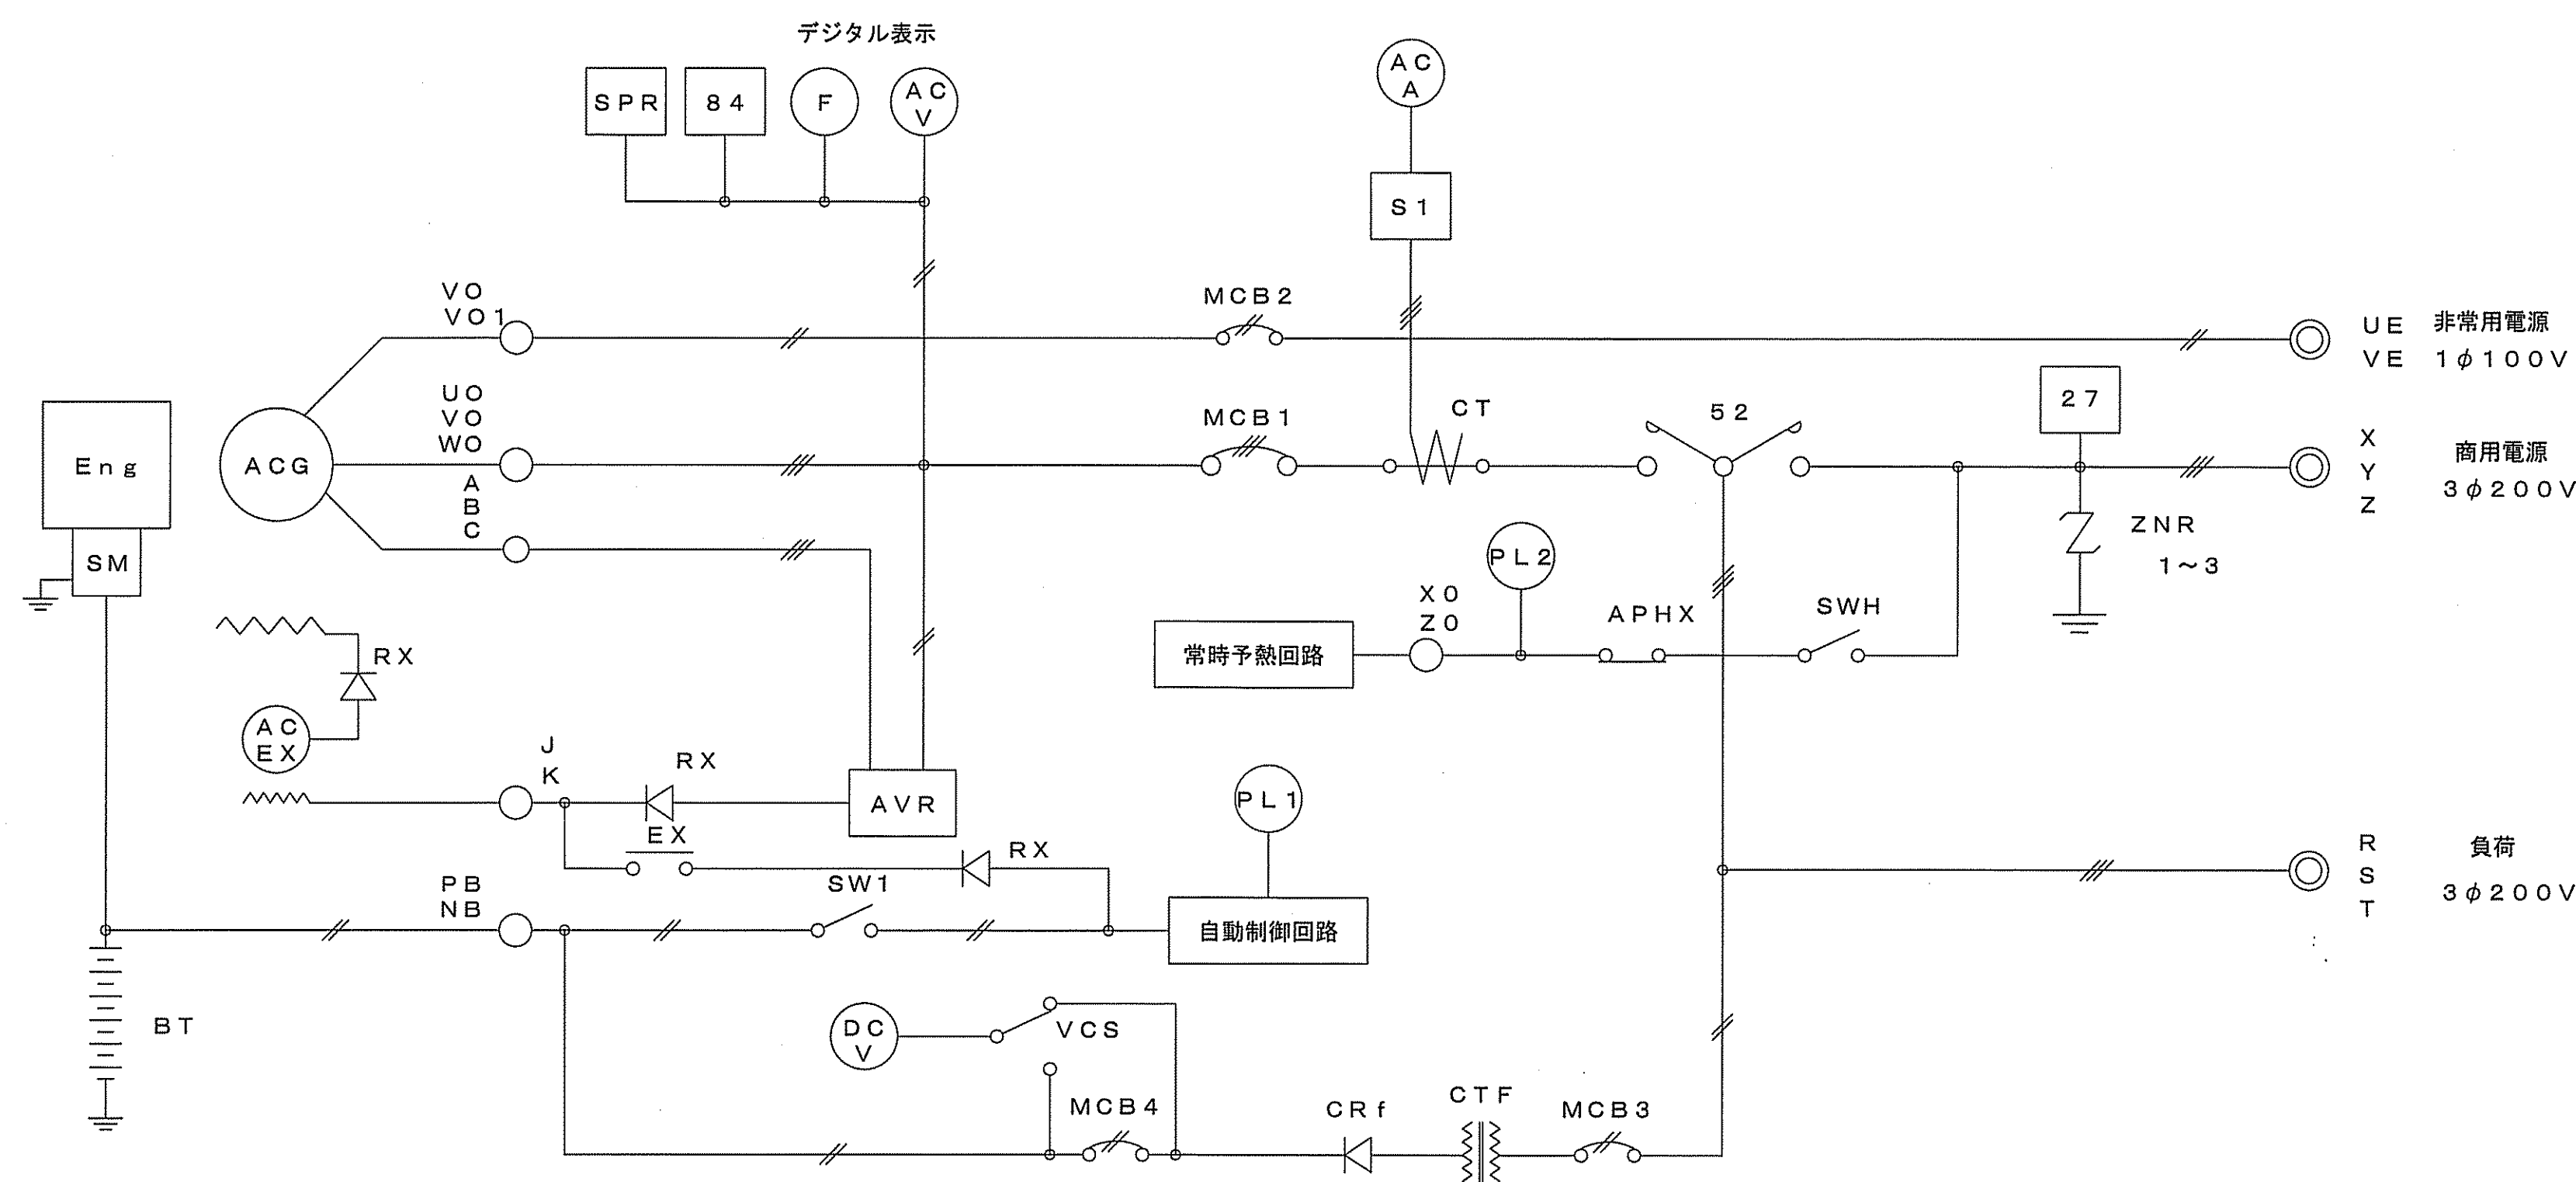 デジタル表示
SPR
84
F
AC
V
AC
A
S1
VO
VO1
MCB2
UE
VE
非常用電源
1φ100V
Eng
SM
ACG
UO
VO
WO
A
B
C
MCB1
CT
52
27
X
Y
Z
商用電源
3φ200V
ZNR
1~3
PL2
XO
ZO
APHX
SWH
常時予熱回路
RX
AC
EX
J
K
RX
AVR
EX
RX
PL1
PB
NB
SW1
自動制御回路
R
S
T
負荷
3φ200V
BT
DC
V
VCS
MCB4
CRf
CTF
MCB3